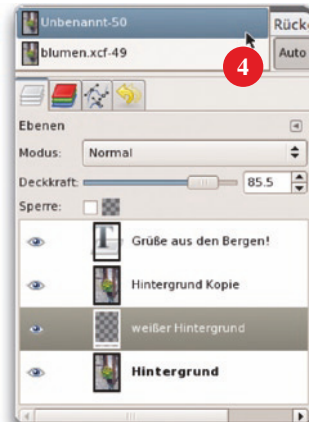 Unbenannt-50
Rück
blumen.xcf-49
Auto
4
Ebenen
Modus: Normal
Deckkraft: 85.5
Sperre:
T
Grüße aus den Bergen!
Hintergrund Kopie
weißer Hintergrund
Hintergrund